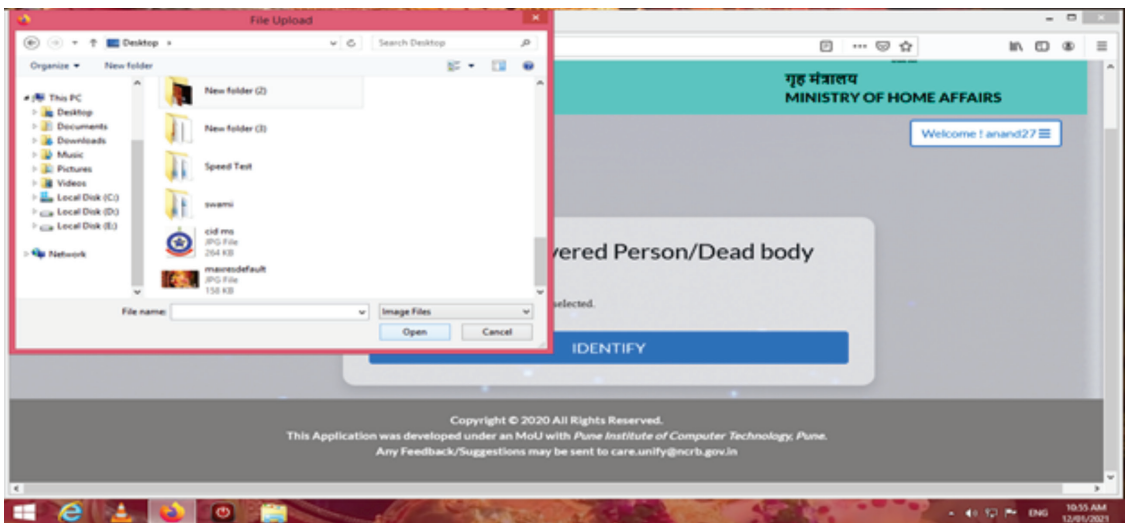 File Upload
Desktop
Search Desktop
Organize
New folder
This PC
Desktop
Documents
Downloads
Music
Pictures
Videos
Local Disk (C:)
Local Disk (D:)
Local Disk (E:)
Network
New folder (2)
New folder (3)
Speed Test
swami
cid ms
JPG File
264 KB
maxresdefault
JPG File
158 KB
File name:
Image Files
Open
Cancel
गृह मंत्रालय
MINISTRY OF HOME AFFAIRS
Welcome ! anand27
vered Person/Dead body
selected.
IDENTIFY
Copyright © 2020 All Rights Reserved.
This Application was developed under an MoU with Pune Institute of Computer Technology, Pune.
Any Feedback/Suggestions may be sent to care.unify@ncrb.gov.in
ENG
10:55 AM
12/01/2021